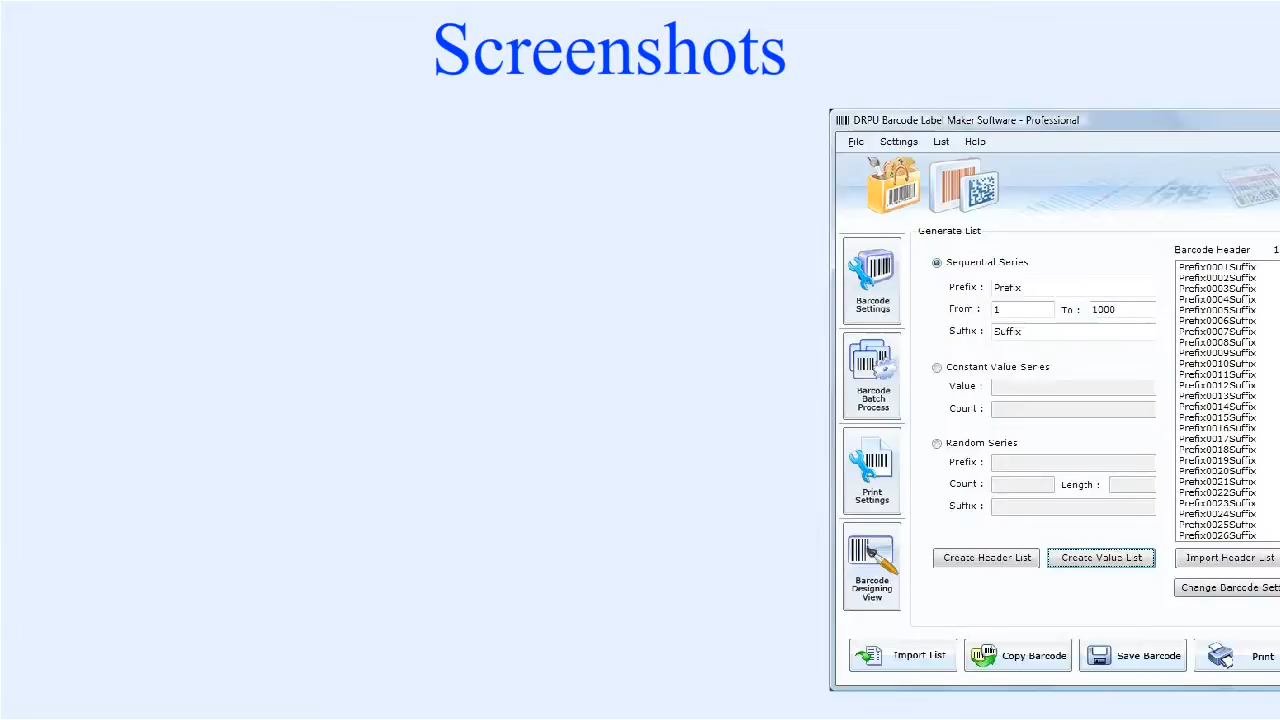 Screenshots
DRPU Barcode Label Maker Software - Professional
File Settings List Help
Generate List
Sequential Series
Prefix : Prefix
From : 1 To : 1000
Suffix : Suffix
Constant Value Series
Value :
Count :
Random Series
Prefix :
Count : Length :
Suffix :
Create Header List Create Value List
Barcode Header 1
Prefix0001Suffix
Prefix0002Suffix
Prefix0003Suffix
Prefix0004Suffix
Prefix0005Suffix
Prefix0006Suffix
Prefix0007Suffix
Prefix0008Suffix
Prefix0009Suffix
Prefix0010Suffix
Prefix0011Suffix
Prefix0012Suffix
Prefix0013Suffix
Prefix0014Suffix
Prefix0015Suffix
Prefix0016Suffix
Prefix0017Suffix
Prefix0018Suffix
Prefix0019Suffix
Prefix0020Suffix
Prefix0021Suffix
Prefix0022Suffix
Prefix0023Suffix
Prefix0024Suffix
Prefix0025Suffix
Prefix0026Suffix
Import Header List
Change Barcode Sett
Barcode
Settings
Barcode
Batch
Process
Print
Settings
Barcode
Designing
View
Import List Copy Barcode Save Barcode Print